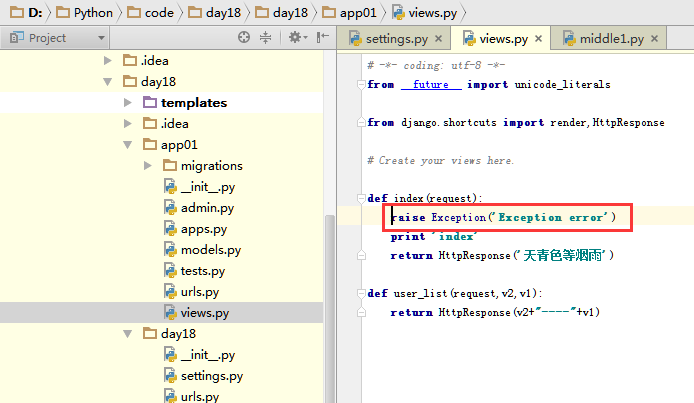 D: Python code day18 day18 app01 views.py
Project
settings.py views.py middle1.py
.idea
day18
templates
.idea
app01
migrations
__init__.py
admin.py
apps.py
models.py
tests.py
urls.py
views.py
day18
__init__.py
settings.py
urls.py
# -*- coding: utf-8 -*-
from __future__ import unicode_literals
from django.shortcuts import render,HttpResponse
# Create your views here.
def index(request):
raise Exception('Exception error')
print 'index'
return HttpResponse('天青色等烟雨')
def user_list(request,v2,v1):
return HttpResponse(v2+"----"+v1)